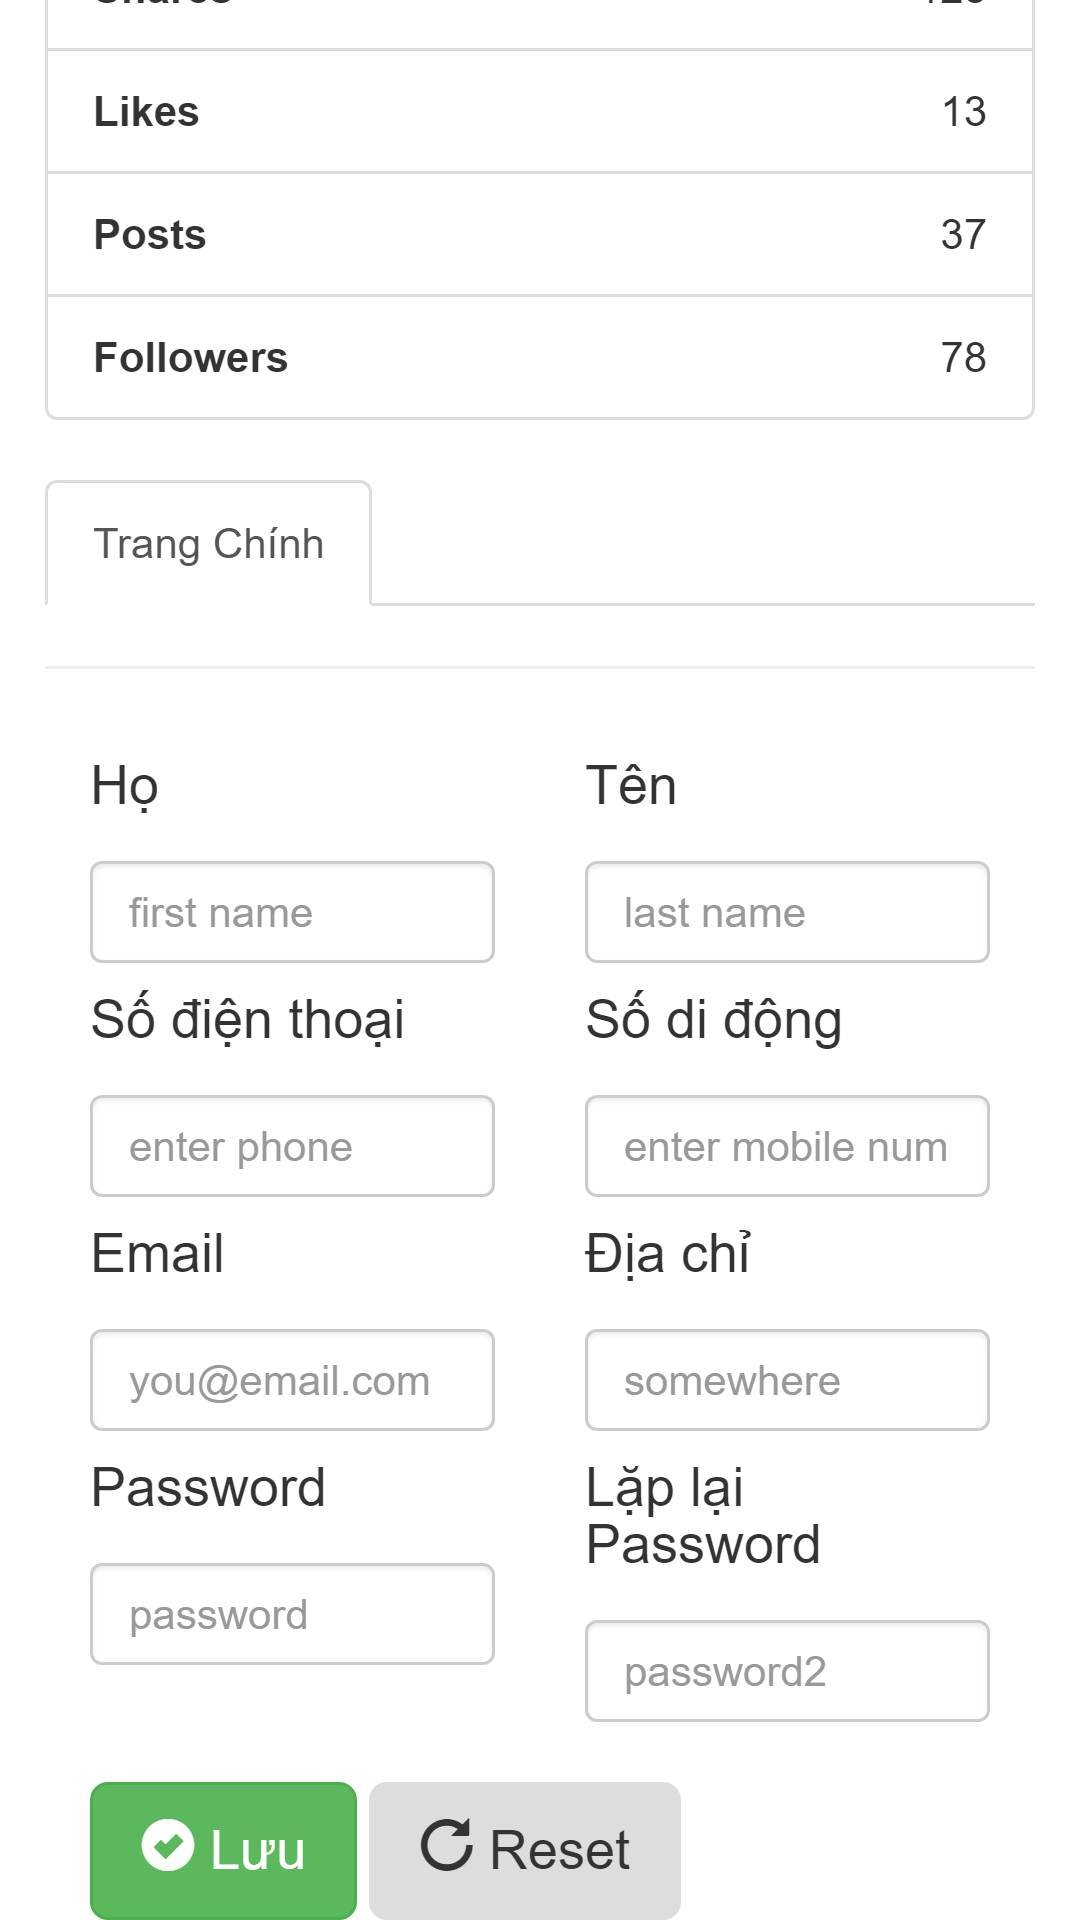 Likes 13
Posts 37
Followers 78
Trang Chính
Họ Tên
first name last name
Số điện thoại Số di động
enter phone enter mobile num
Email Địa chỉ
you@email.com somewhere
Password Lặp lại
Password
password
password2
Lưu Reset